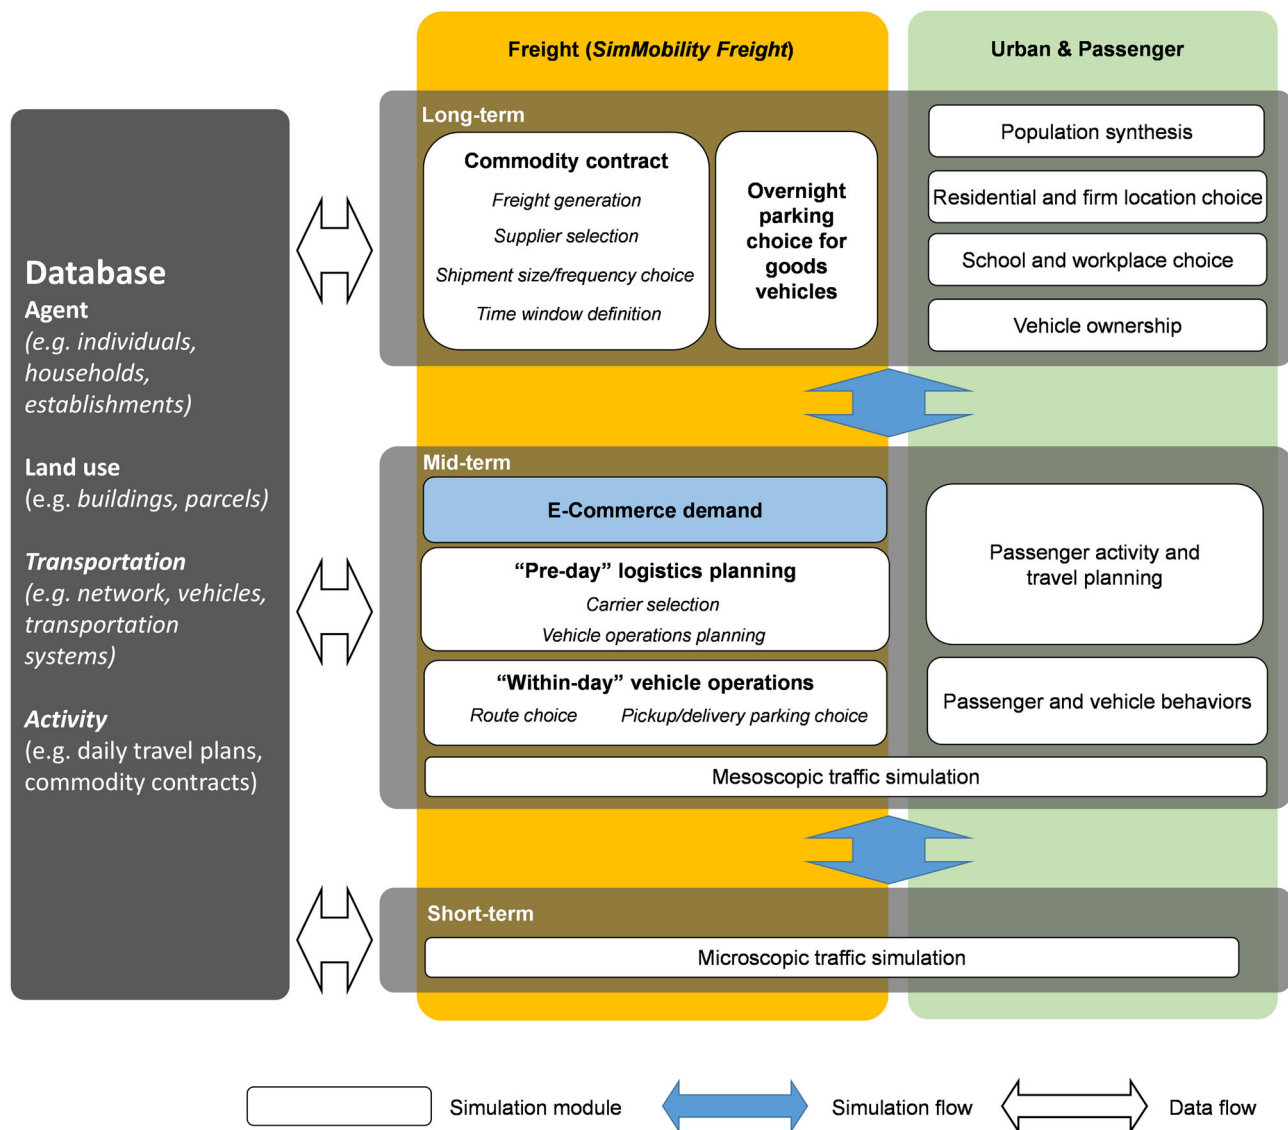 Freight (SimMobility Freight)
Urban & Passenger
Database
Agent
(e.g. individuals,
households,
establishments)
Land use
(e.g. buildings, parcels)
Transportation
(e.g. network, vehicles,
transportation
systems)
Activity
(e.g. daily travel plans,
commodity contracts)
Long-term
Commodity contract
Freight generation
Supplier selection
Shipment size/frequency choice
Time window definition
Overnight
parking
choice for
goods
vehicles
Population synthesis
Residential and firm location choice
School and workplace choice
Vehicle ownership
Mid-term
E-Commerce demand
“Pre-day” logistics planning
Carrier selection
Vehicle operations planning
“Within-day” vehicle operations
Route choice
Pickup/delivery parking choice
Passenger activity and
travel planning
Passenger and vehicle behaviors
Mesoscopic traffic simulation
Short-term
Microscopic traffic simulation
Simulation module
Simulation flow
Data flow